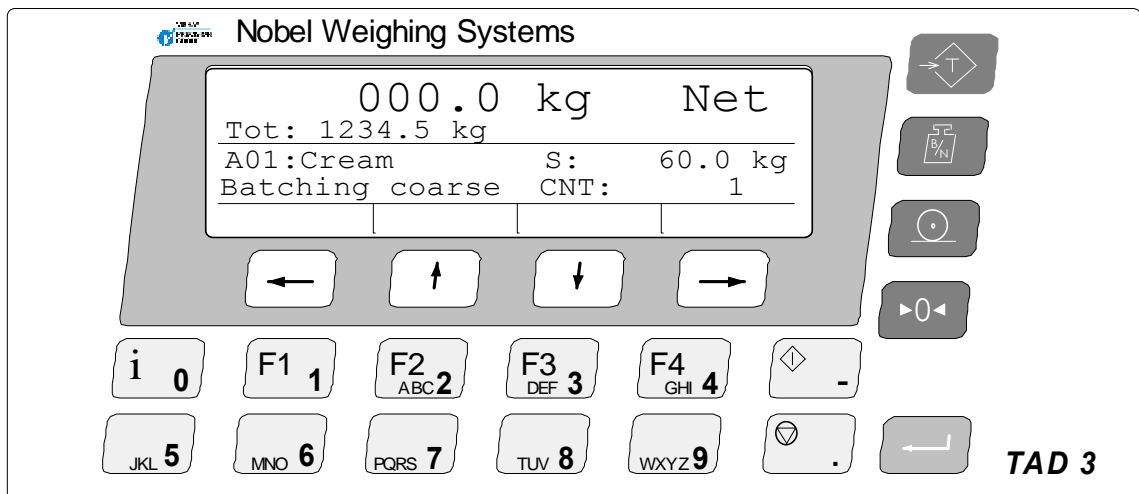 Nobel Weighing Systems
000.0 kg Net
Tot: 1234.5 kg
A01:Cream S: 60.0 kg
Batching coarse CNT: 1
T
B/N
►0◄
i 0 F1 1 F2 ABC 2 F3 DEF 3 F4 GHI 4 -
JKL 5 MNO 6 PQRS 7 TUV 8 WXYZ 9 .
TAD 3